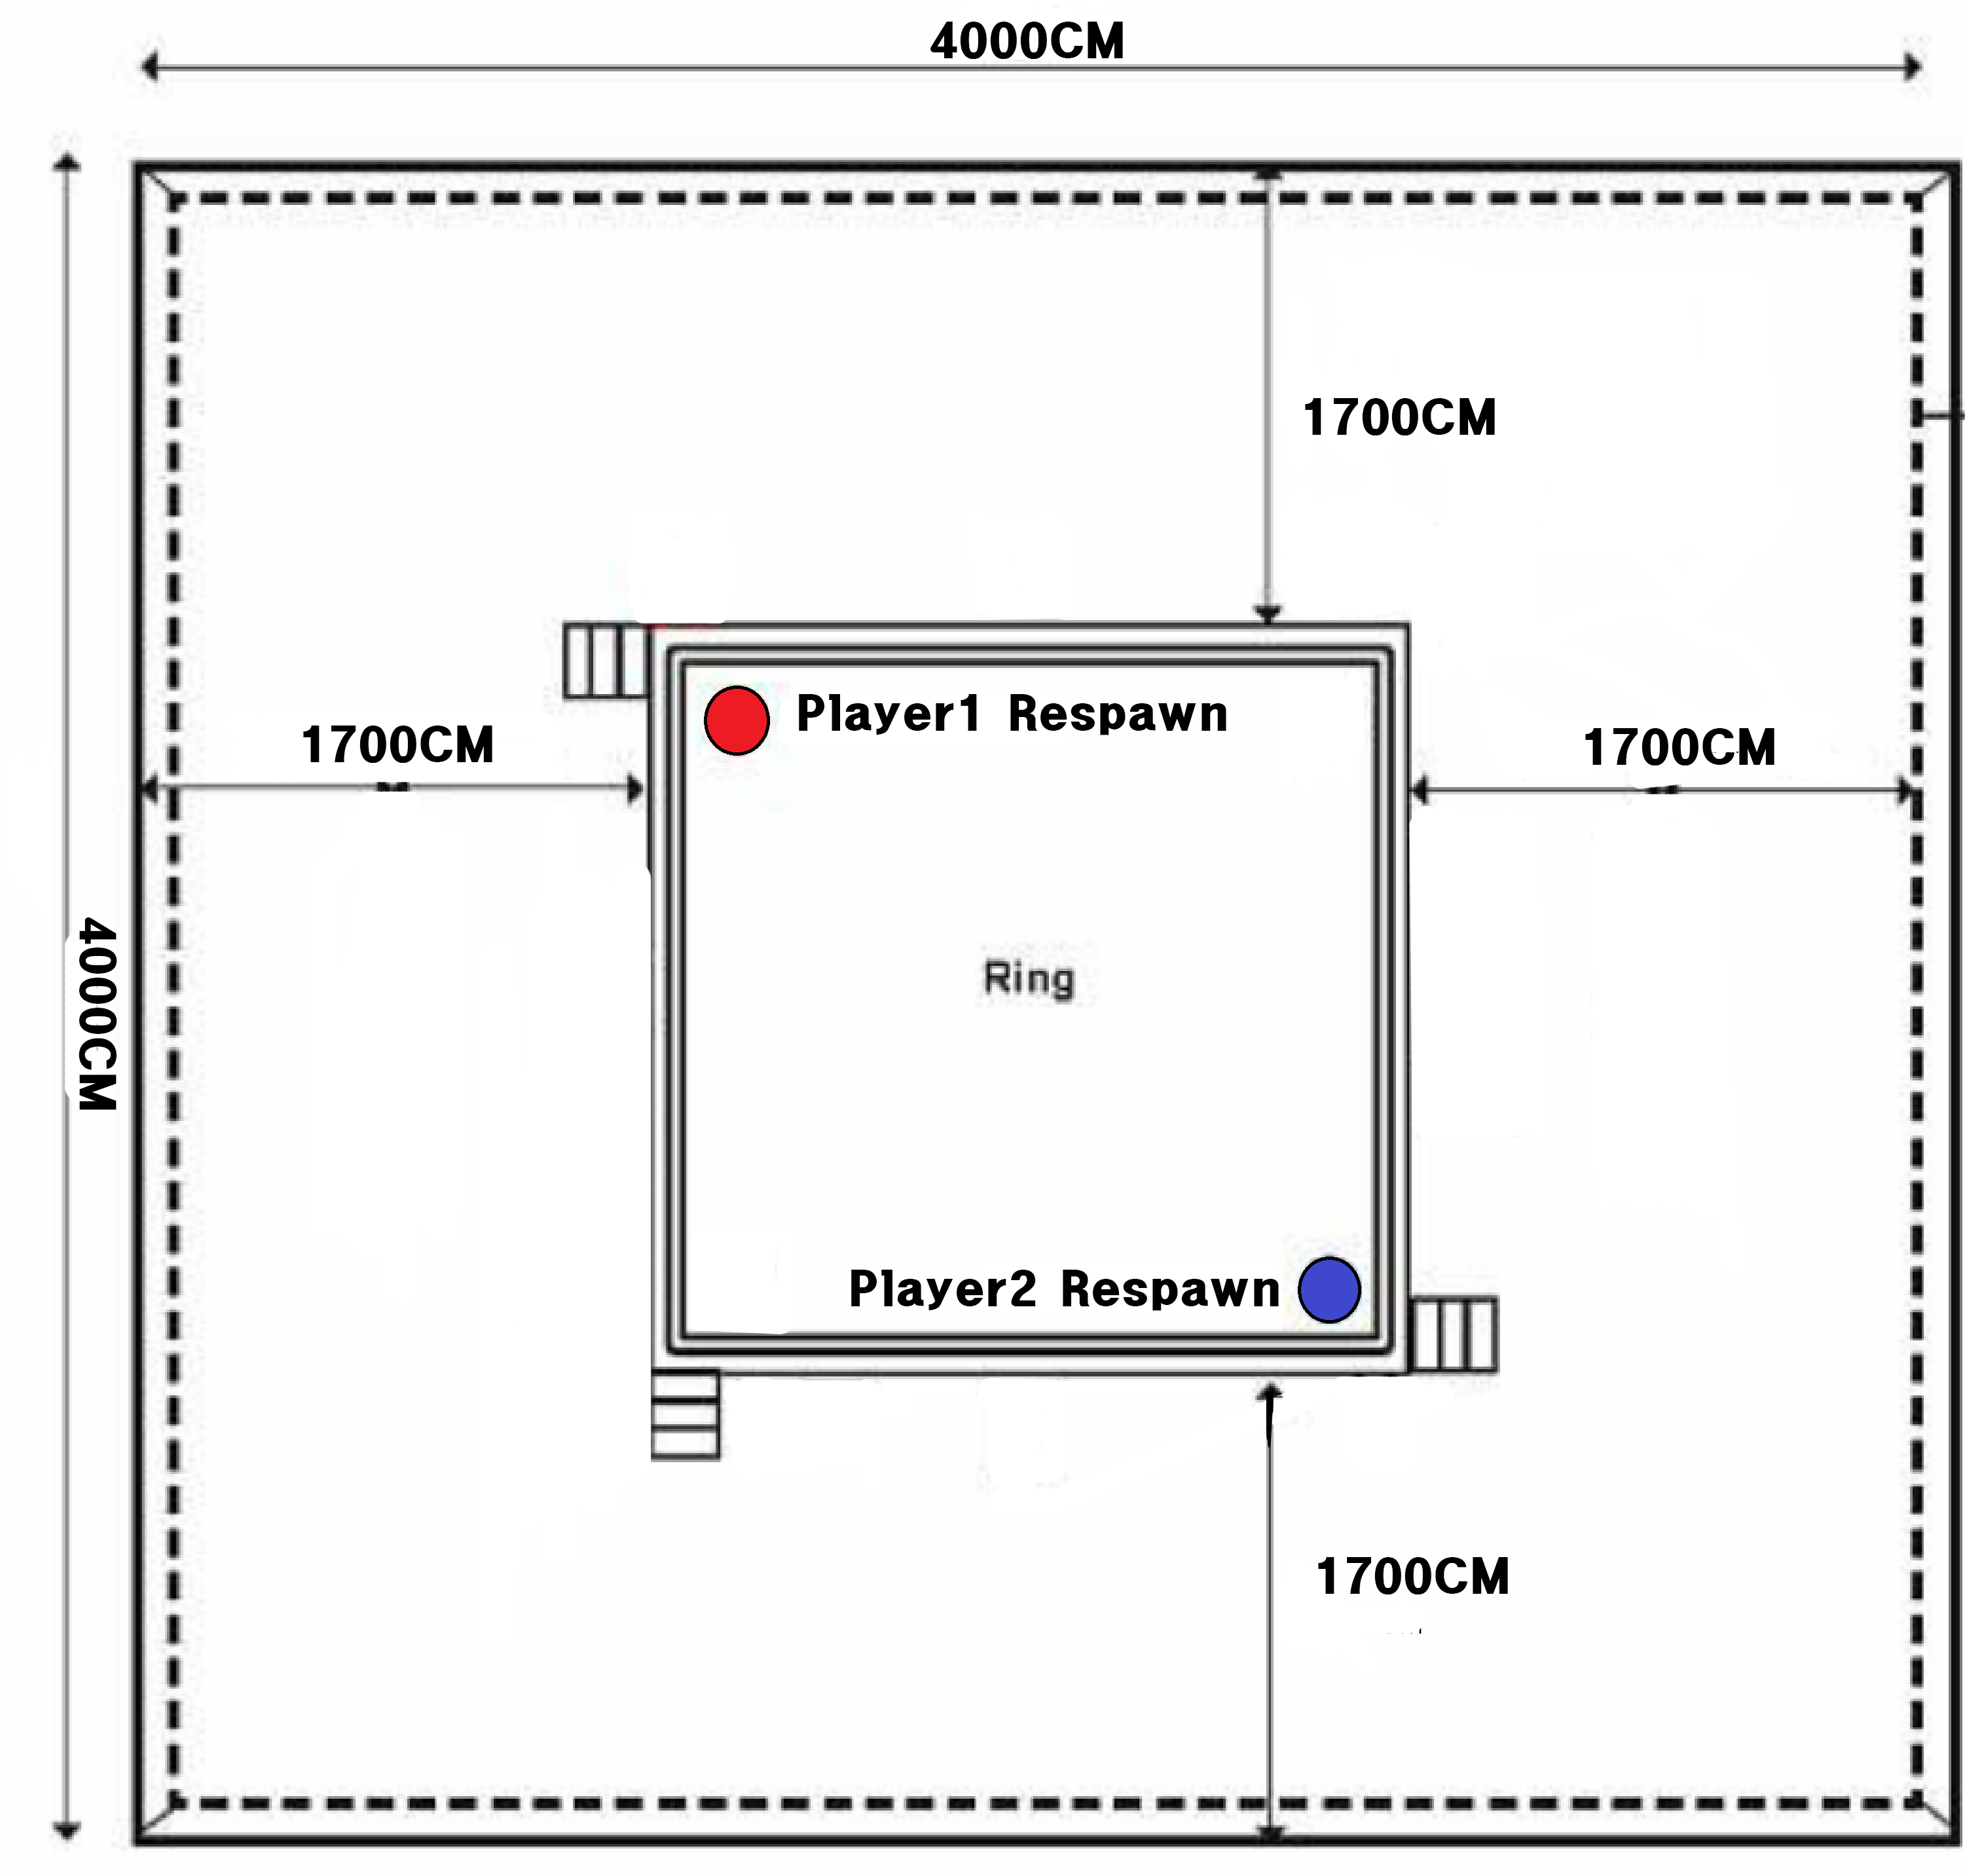 4000CM
1700CM
Player1 Respawn
1700CM
1700CM
4000CM
Ring
Player2 Respawn
1700CM